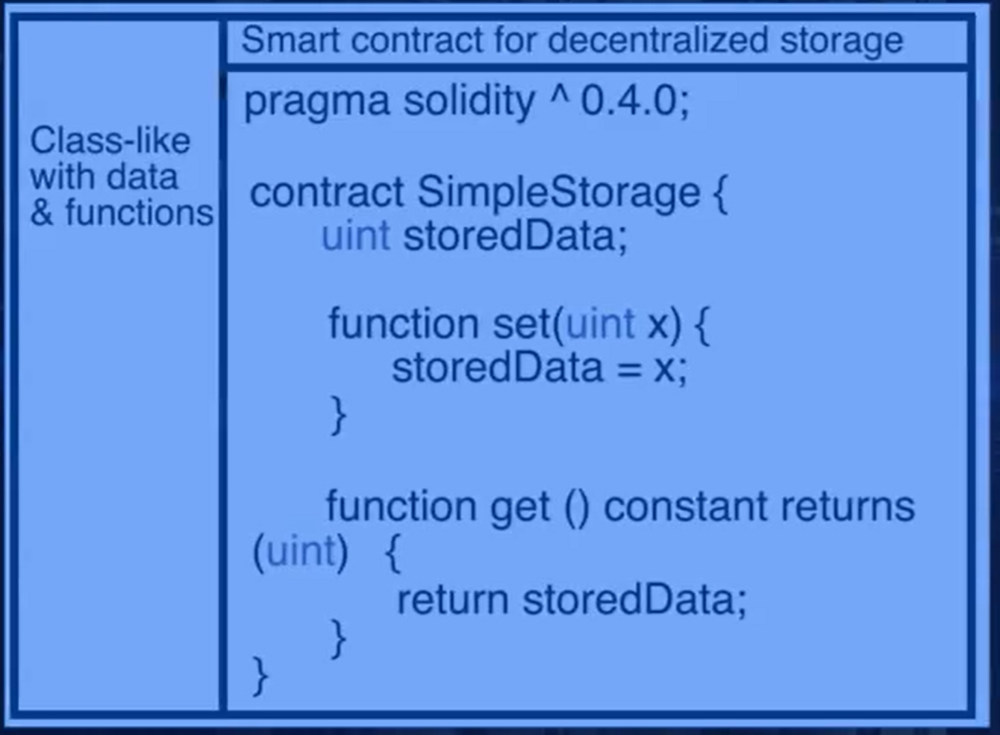 Smart contract for decentralized storage
Class-like
with data
& functions
pragma solidity ^ 0.4.0;
contract SimpleStorage {
uint storedData;
function set(uint x) {
storedData = x;
}
function get () constant returns
(uint) {
return storedData;
}
}